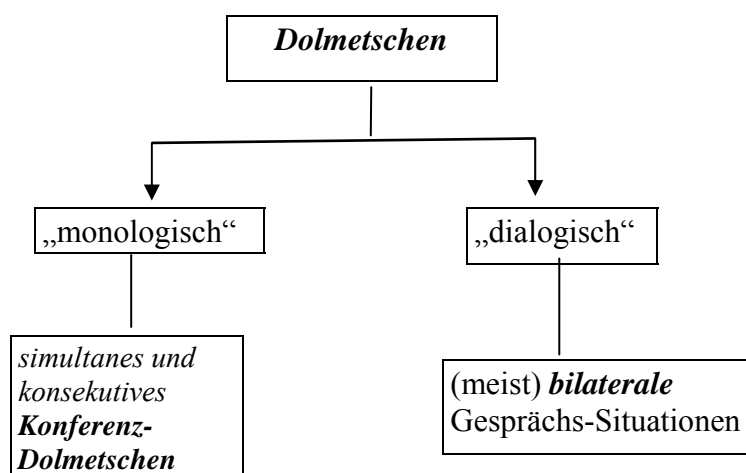 Dolmetschen
„monologisch“
„dialogisch“
simultanes und
konsekutives
Konferenz-
Dolmetschen
(meist) bilaterale
Gesprächs-Situationen